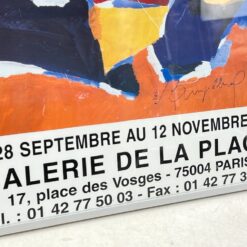 28 SEPTEMBRE AU 12 NOVEMBRE
ALERIE DE LA PLAC
17, place des Vosges - 75004 PARIS
l. : 01 42 77 50 03 - Fax : 01 42 77 3